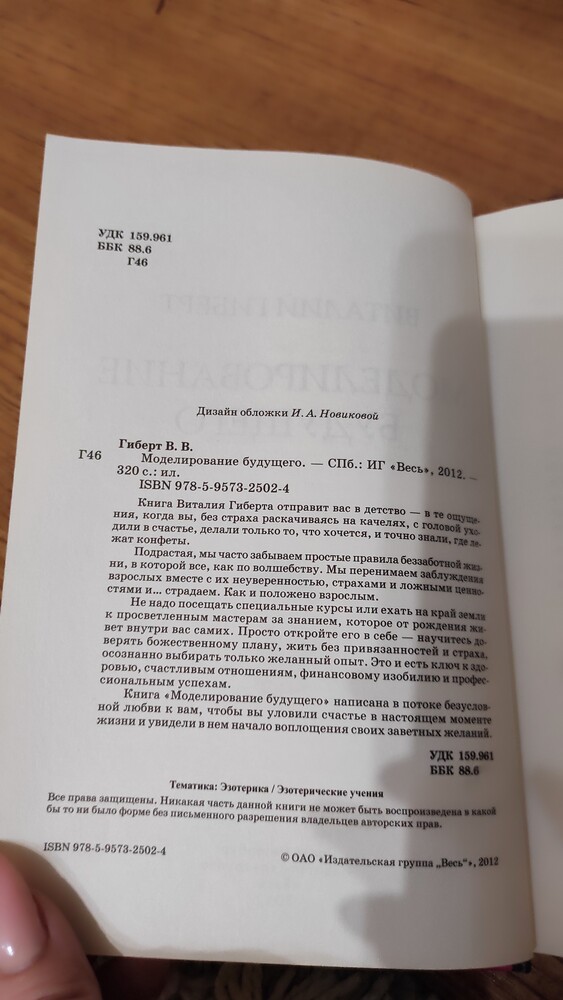 УДК 159.961
ББК 88.6
Г46
Дизайн обложки И. А. Новиковой
Гиберт В. В.
Г46 Моделирование будущего. — СПб.: ИГ «Весь», 2012. —
320 с.: ил.
ISBN 978-5-9573-2502-4
Книга Виталия Гиберта отправит вас в детство — в те ощуще-
ния, когда вы, без страха раскачиваясь на качелях, с головой ухо-
дили в счастье, делали только то, что хочется, и точно знали, где ле-
жат конфеты.
Подрастая, мы часто забываем простые правила беззаботной жиз-
ни, в которой все, как по волшебству. Мы перенимаем заблуждения
взрослых вместе с их неуверенностью, страхами и ложными ценно-
стями и... страдаем. Как и положено взрослым.
Не надо посещать специальные курсы или ехать на край земли
к просветленным мастерам за знанием, которое от рождения жи-
вет внутри вас самих. Просто откройте его в себе — научитесь до-
верять божественному плану, жить без привязанностей и страха,
осознанно выбирать только желанный опыт. Это и есть ключ к здо-
ровью, счастливым отношениям, финансовому изобилию и профес-
сиональным успехам.
Книга «Моделирование будущего» написана в потоке безуслов-
ной любви к вам, чтобы вы уловили счастье в настоящем моменте
жизни и увидели в нем начало воплощения своих заветных желаний.
УДК 159.961
ББК 88.6
Тематика: Эзотерика / Эзотерические учения
Все права защищены. Никакая часть данной книги не может быть воспроизведена в какой
бы то ни было форме без письменного разрешения владельцев авторских прав.
ISBN 978-5-9573-2502-4
© ОАО «Издательская группа „Весь“», 2012